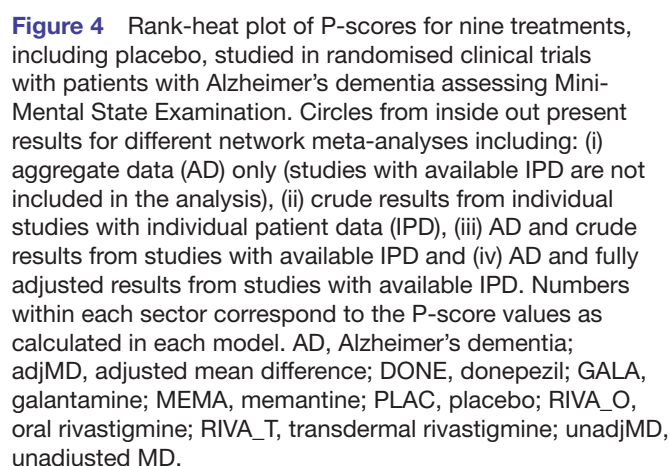 Figure 4 Rank-heat plot of P-scores for nine treatments,
including placebo, studied in randomised clinical trials
with patients with Alzheimer’s dementia assessing Mini-
Mental State Examination. Circles from inside out present
results for different network meta-analyses including: (i)
aggregate data (AD) only (studies with available IPD are not
included in the analysis), (ii) crude results from individual
studies with individual patient data (IPD), (iii) AD and crude
results from studies with available IPD and (iv) AD and fully
adjusted results from studies with available IPD. Numbers
within each sector correspond to the P-score values as
calculated in each model. AD, Alzheimer’s dementia;
adjMD, adjusted mean difference; DONE, donepezil; GALA,
galantamine; MEMA, memantine; PLAC, placebo; RIVA_O,
oral rivastigmine; RIVA_T, transdermal rivastigmine; unadjMD,
unadjusted MD.